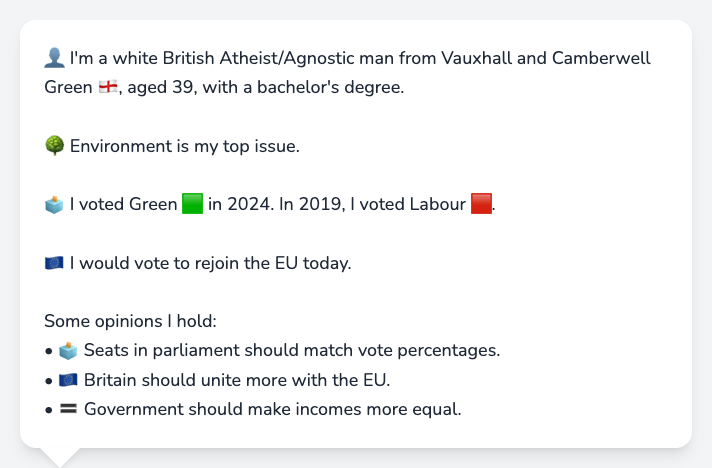 👤 I'm a white British Atheist/Agnostic man from Vauxhall and Camberwell
Green 🏴󠁧󠁢󠁥󠁮󠁧󠁿, aged 39, with a bachelor's degree.
🌳 Environment is my top issue.
🗳️ I voted Green 🟩 in 2024. In 2019, I voted Labour 🟥.
🇪🇺 I would vote to rejoin the EU today.
Some opinions I hold:
• 🗳️ Seats in parliament should match vote percentages.
• 🇪🇺 Britain should unite more with the EU.
• 🟰 Government should make incomes more equal.